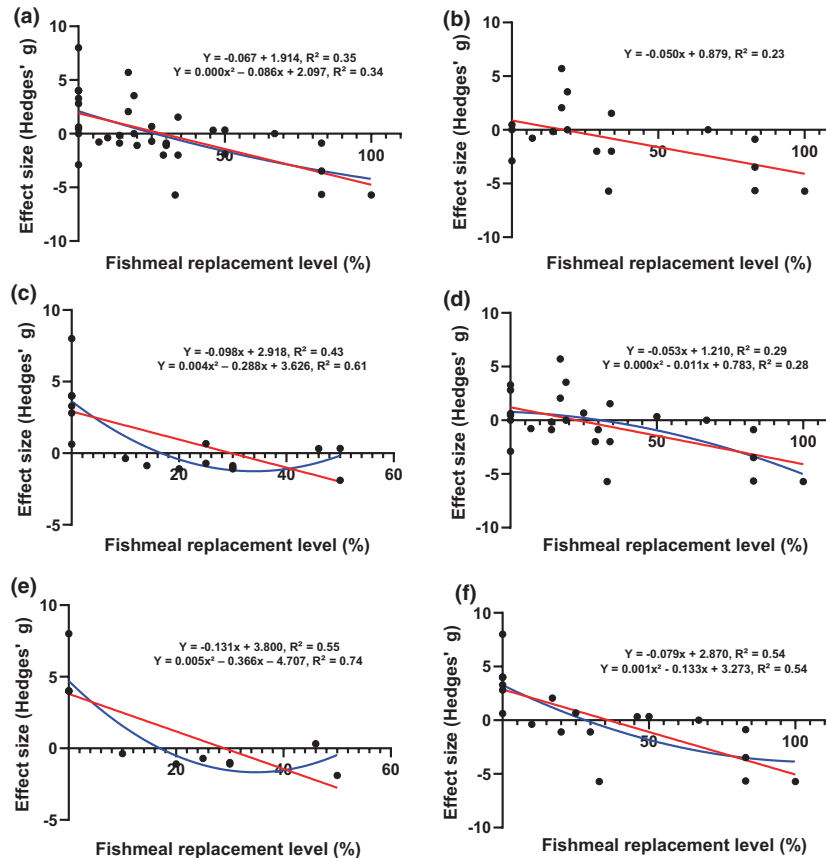 (a)
Y = -0.067 + 1.914, R² = 0.35
Y = 0.000x² – 0.086x + 2.097, R² = 0.34
Effect size (Hedges' g)
10
5
0
-5
-10
50
100
Fishmeal replacement level (%)
(b)
Y = -0.050x + 0.879, R² = 0.23
Effect size (Hedges' g)
10
5
0
-5
-10
50
100
Fishmeal replacement level (%)
(c)
Y = -0.098x + 2.918, R² = 0.43
Y = 0.004x² – 0.288x + 3.626, R² = 0.61
Effect size (Hedges' g)
10
5
0
-5
20
40
60
Fishmeal replacement level (%)
(d)
Y = -0.053x + 1.210, R² = 0.29
Y = 0.000x² - 0.011x + 0.783, R² = 0.28
Effect size (Hedges' g)
10
5
0
-5
-10
50
100
Fishmeal replacement level (%)
(e)
Y = -0.131x + 3.800, R² = 0.55
Y = 0.005x² – 0.366x – 4.707, R² = 0.74
Effect size (Hedges' g)
10
5
0
-5
20
40
60
Fishmeal replacement level (%)
(f)
Y = -0.079x + 2.870, R² = 0.54
Y = 0.001x² - 0.133x + 3.273, R² = 0.54
Effect size (Hedges' g)
10
5
0
-5
-10
50
100
Fishmeal replacement level (%)